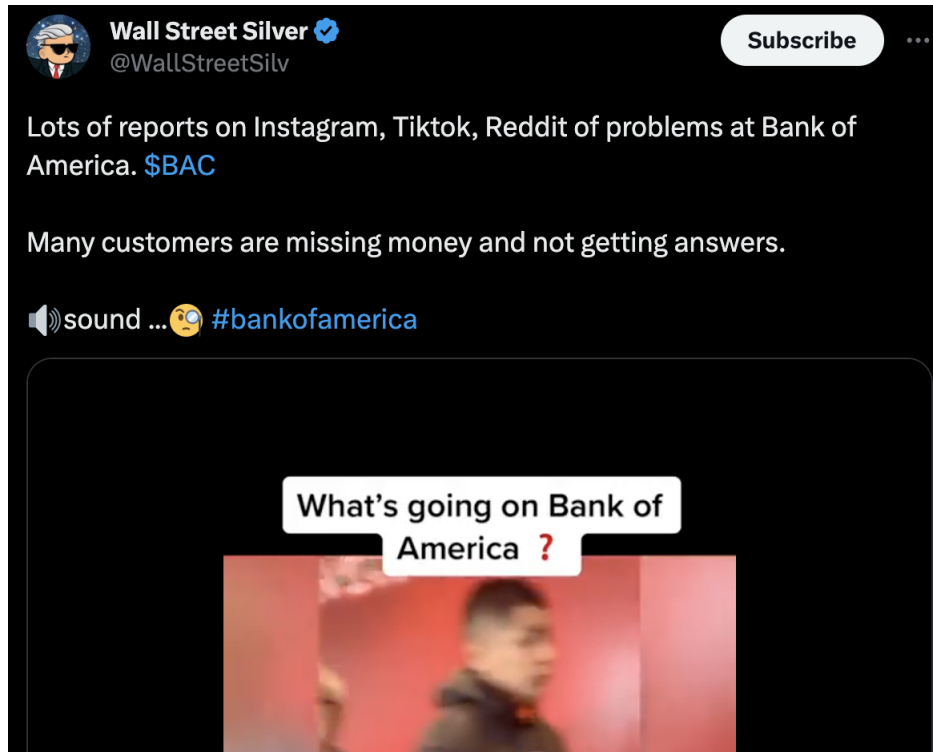 Wall Street Silver
@WallStreetSilv
Subscribe
Lots of reports on Instagram, Tiktok, Reddit of problems at Bank of
America. $BAC
Many customers are missing money and not getting answers.
🔊sound ...🧐 #bankofamerica
What's going on Bank of
America ❓